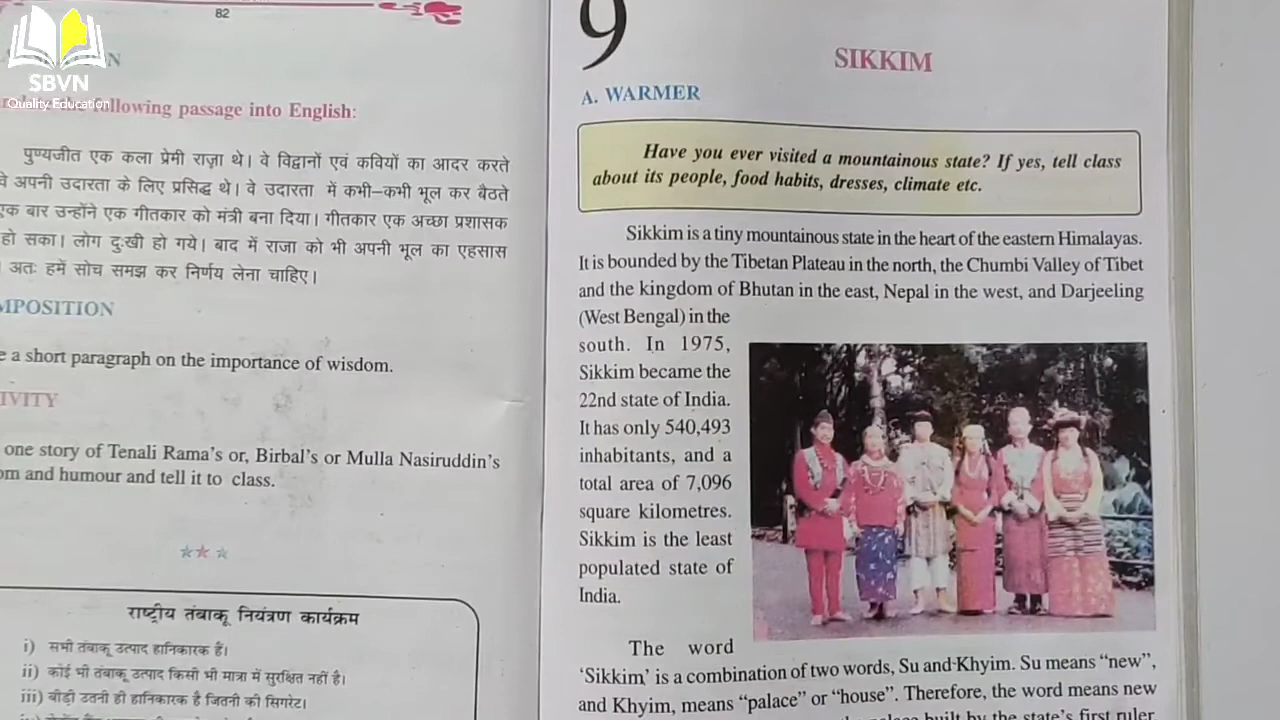 SBVN
Quality Education
82
following passage into English:
पुण्यजीत एक कला प्रेमी राज़ा थे। वे विद्वानों एवं कवियों का आदर करते
वे अपनी उदारता के लिए प्रसिद्ध थे। वे उदारता में कभी–कभी भूल कर बैठते
एक बार उन्होंने एक गीतकार को मंत्री बना दिया। गीतकार एक अच्छा प्रशासक
हो सका। लोग दुःखी हो गये। बाद में राजा को भी अपनी भूल का एहसास
। अतः हमें सोच समझ कर निर्णय लेना चाहिए।
MPOSITION
e a short paragraph on the importance of wisdom.
IVITY
one story of Tenali Rama's or, Birbal's or Mulla Nasiruddin's
om and humour and tell it to class.
राष्ट्रीय तंबाकू नियंत्रण कार्यक्रम
i) सभी तंबाकू उत्पाद हानिकारक हैं।
ii) कोई भी तंबाकू उत्पाद किसी भी मात्रा में सुरक्षित नहीं है।
iii) बीड़ी उतनी ही हानिकारक है जितनी की सिगरेट।
9
SIKKIM
A. WARMER
Have you ever visited a mountainous state? If yes, tell class
about its people, food habits, dresses, climate etc.
Sikkim is a tiny mountainous state in the heart of the eastern Himalayas.
It is bounded by the Tibetan Plateau in the north, the Chumbi Valley of Tibet
and the kingdom of Bhutan in the east, Nepal in the west, and Darjeeling
(West Bengal) in the
south. In 1975,
Sikkim became the
22nd state of India.
It has only 540,493
inhabitants, and a
total area of 7,096
square kilometres.
Sikkim is the least
populated state of
India.
The word
'Sikkim' is a combination of two words, Su and Khyim. Su means "new",
and Khyim, means "palace" or "house". Therefore, the word means new
built by the state's first ruler